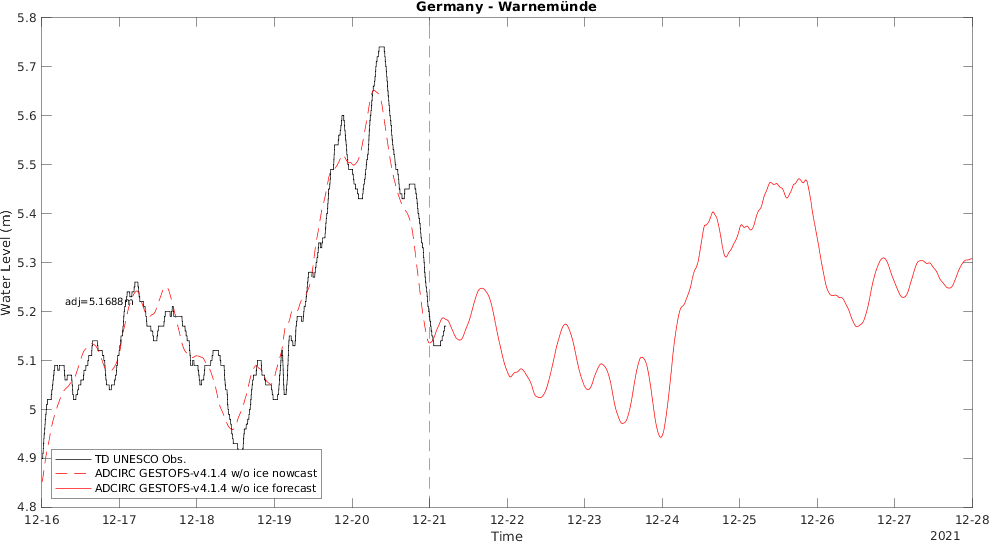 Germany - Warnemünde
5.8
5.7
5.6
5.5
5.4
5.3
5.2
5.1
5
4.9
4.8
Water Level (m)
adj=5.1688
TD UNESCO Obs.
ADCIRC GESTOFS-v4.1.4 w/o ice nowcast
ADCIRC GESTOFS-v4.1.4 w/o ice forecast
12-16 12-17 12-18 12-19 12-20 12-21 12-22 12-23 12-24 12-25 12-26 12-27 12-28
Time
2021